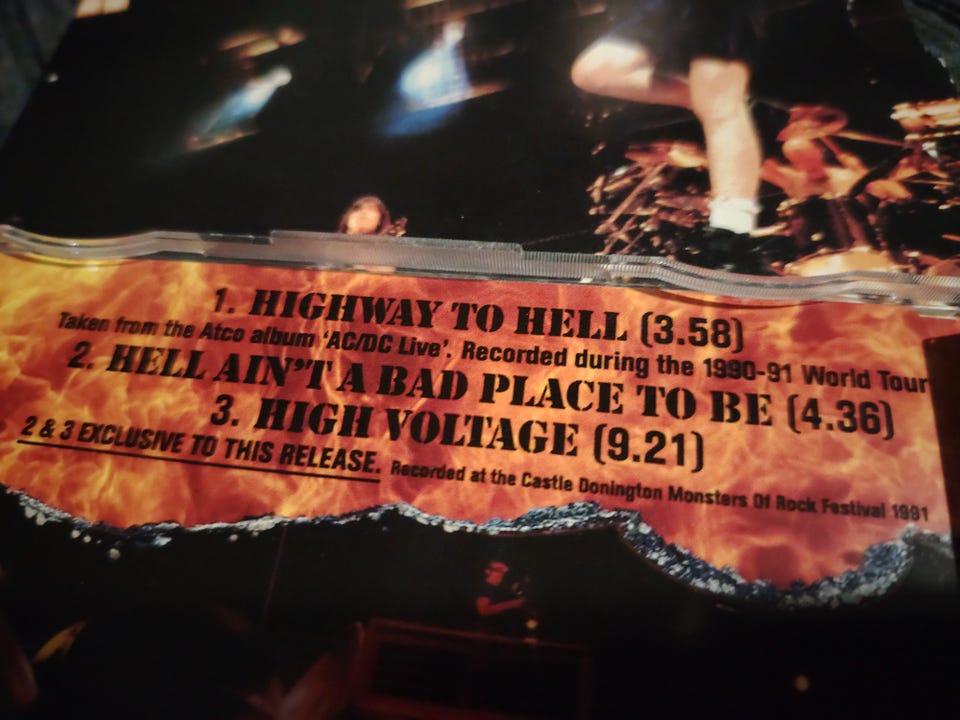 1. HIGHWAY TO HELL (3.58)
Taken from the Atco album 'AC/DC Live'. Recorded during the 1990-91 World Tour
2. HELL AIN'T A BAD PLACE TO BE (4.36)
3. HIGH VOLTAGE (9.21)
2 & 3 EXCLUSIVE TO THIS RELEASE. Recorded at the Castle Donington Monsters Of Rock Festival 1991